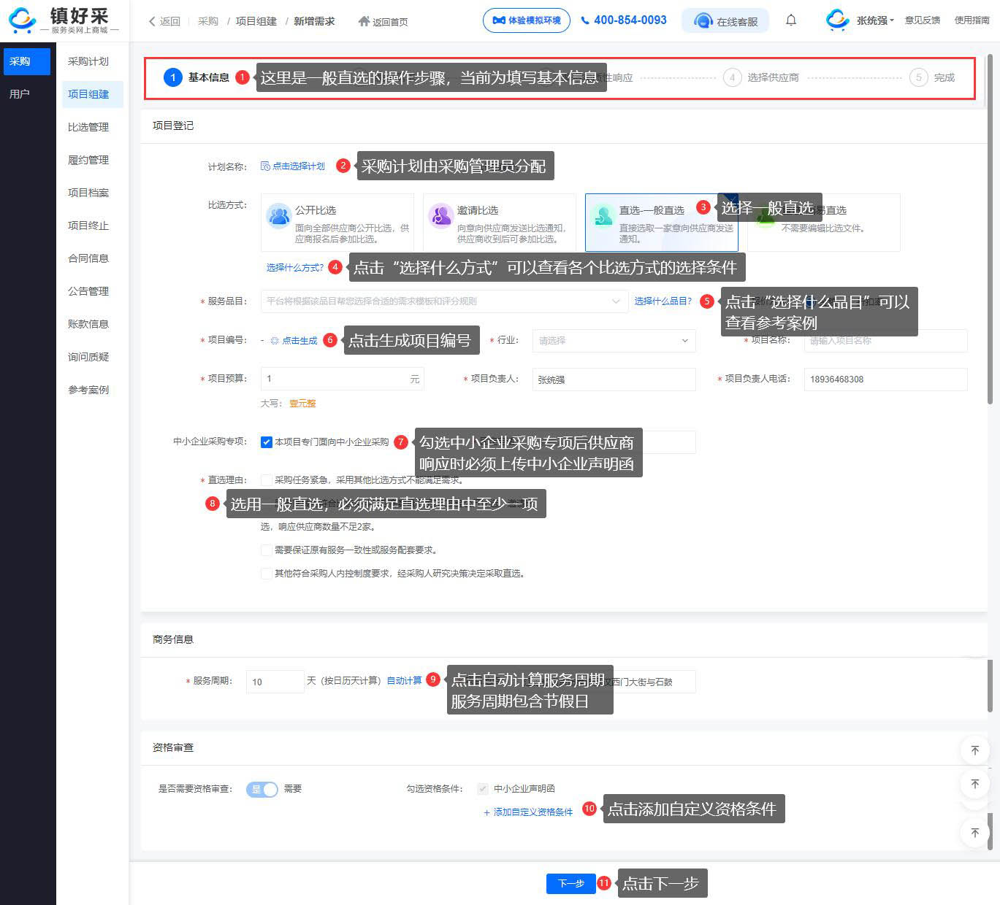 镇好采
服务类网上商城
返回
采购 / 项目组建 / 新增需求
返回首页
体验模拟环境
400-854-0093
在线客服
张统强
意见反馈
使用指南
采购
用户
采购计划
项目组建
比选管理
履约管理
项目档案
项目终止
合同信息
公告管理
账款信息
询问质疑
参考案例
1 基本信息
1 这里是一般直选的操作步骤，当前为填写基本信息
性响应
4 选择供应商
5 完成
项目登记
计划名称：
点击选择计划
2 采购计划由采购管理员分配
比选方式：
公开比选
面向全部供应商公开比选，供
应商报名后参加比选。
邀请比选
向意向供应商发送比选通知，
供应商收到后可参加比选。
直选-一般直选
直接选取一家意向供应商发送
通知。
3 选择一般直选
易直选
不需要编辑比选文件。
选择什么方式？
4 点击“选择什么方式”可以查看各个比选方式的选择条件
* 服务品目：
平台将根据该品目帮您选择合适的需求模板和评分规则
选择什么品目？
5 点击“选择什么品目”可以
查看参考案例
* 项目编号：
- 点击生成
6 点击生成项目编号
* 行业：
请选择
* 项目名称：
请输入项目名称
* 项目预算：
1 元
* 项目负责人：
张统强
* 项目负责人电话：
18936468308
大写： 壹元整
中小企业采购专项：
本项目专门面向中小企业采购
7 勾选中小企业采购专项后供应商
响应时必须上传中小企业声明函
* 直选理由：
采购任务紧急，采用其他比选方式不能满足需求。
8 选用一般直选，必须满足直选理由中至少一项
选，响应供应商数量不足2家。
需要保证原有服务一致性或服务配套要求。
其他符合采购人内控制度要求，经采购人研究决策决定采取直选。
商务信息
* 服务周期：
10
天（按日历天计算） 自动计算
9 点击自动计算服务周期
服务周期包含节假日
汉西门大街与石鼓
资格审查
是否需要资格审查：
是 需要
勾选资格条件：
中小企业声明函
+ 添加自定义资格条件
10 点击添加自定义资格条件
下一步
11 点击下一步